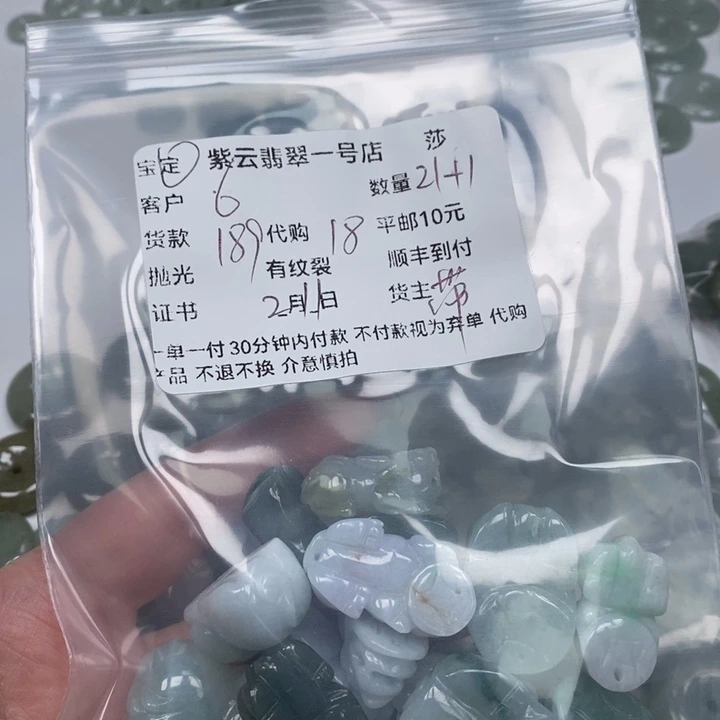 宝定 紫云翡翠一号店 莎
客户 6 数量 21+1
货款 189 代购 18 平邮10元
抛光 有纹裂 顺丰到付
证书 2月11日 货主
一单一付 30分钟内付款 不付款视为弃单 代购
产品 不退不换 介意慎拍